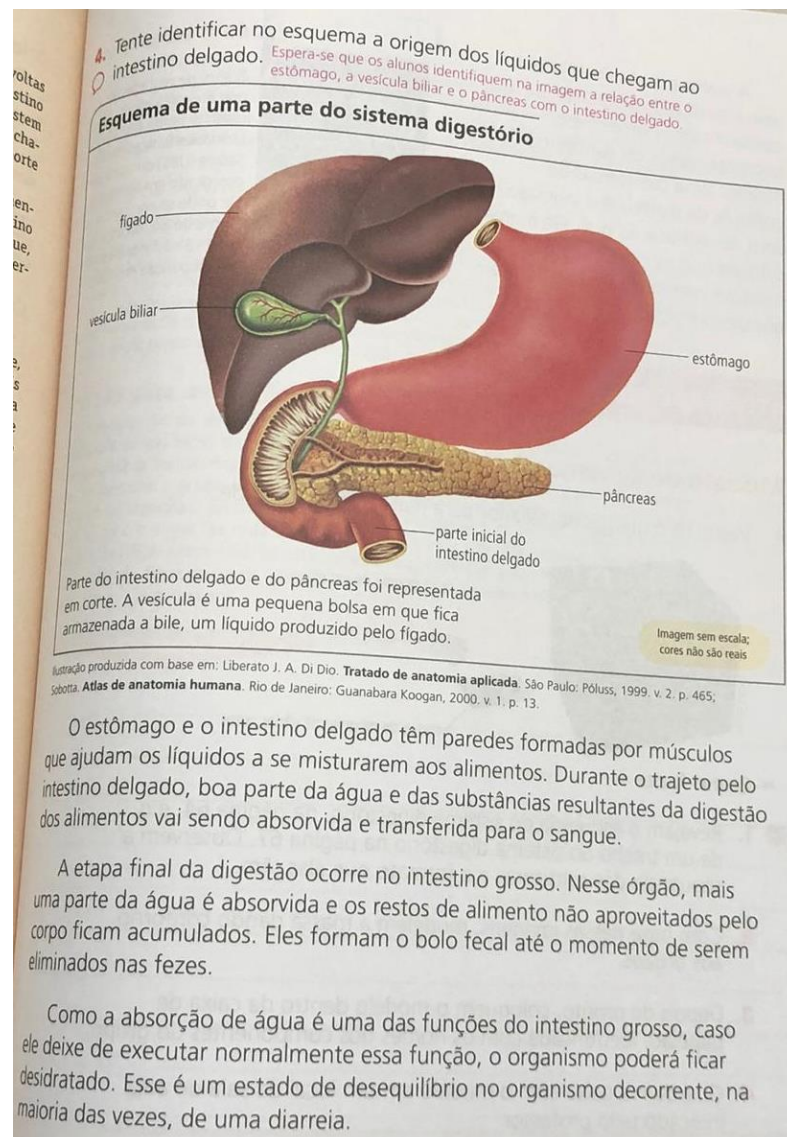 4. Tente identificar no esquema a origem dos líquidos que chegam ao
intestino delgado. Espera-se que os alunos identifiquem na imagem a relação entre o
estômago, a vesícula biliar e o pâncreas com o intestino delgado.
Esquema de uma parte do sistema digestório
fígado
vesícula biliar
estômago
pâncreas
parte inicial do
intestino delgado
Parte do intestino delgado e do pâncreas foi representada
em corte. A vesícula é uma pequena bolsa em que fica
armazenada a bile, um líquido produzido pelo fígado.
Imagem sem escala;
cores não são reais
Ilustração produzida com base em: Liberato J. A. Di Dio. Tratado de anatomia aplicada. São Paulo: Póluss, 1999. v. 2. p. 465;
Sobotta. Atlas de anatomia humana. Rio de Janeiro: Guanabara Koogan, 2000. v. 1. p. 13.
O estômago e o intestino delgado têm paredes formadas por músculos
que ajudam os líquidos a se misturarem aos alimentos. Durante o trajeto pelo
intestino delgado, boa parte da água e das substâncias resultantes da digestão
dos alimentos vai sendo absorvida e transferida para o sangue.
A etapa final da digestão ocorre no intestino grosso. Nesse órgão, mais
uma parte da água é absorvida e os restos de alimento não aproveitados pelo
corpo ficam acumulados. Eles formam o bolo fecal até o momento de serem
eliminados nas fezes.
Como a absorção de água é uma das funções do intestino grosso, caso
ele deixe de executar normalmente essa função, o organismo poderá ficar
desidratado. Esse é um estado de desequilíbrio no organismo decorrente, na
maioria das vezes, de uma diarreia.